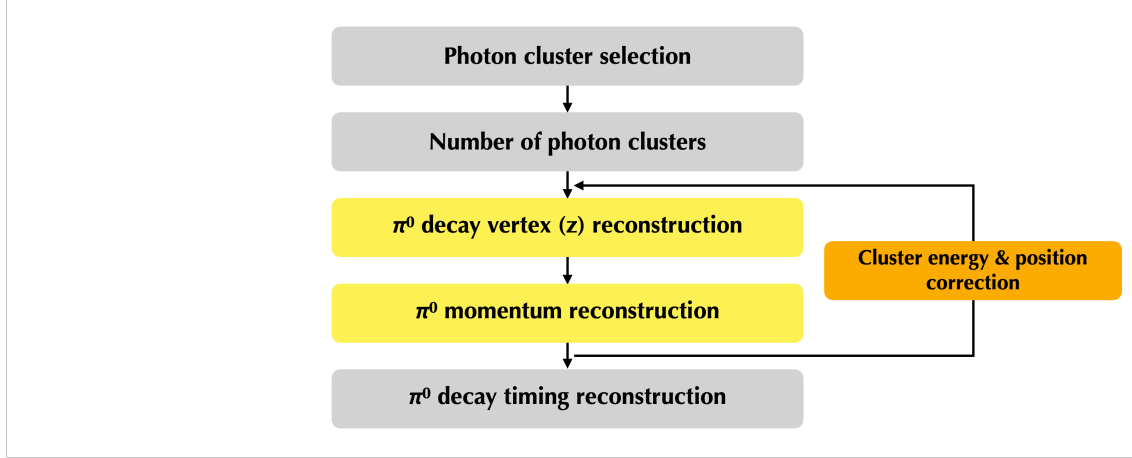 Photon cluster selection
Number of photon clusters
π⁰ decay vertex (z) reconstruction
Cluster energy & position
correction
π⁰ momentum reconstruction
π⁰ decay timing reconstruction